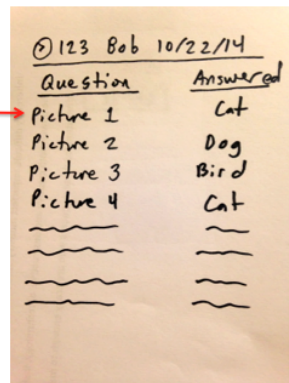 123 Bob 10/22/14
Question Answered
Picture 1 Cat
Picture 2 Dog
Picture 3 Bird
Picture 4 Cat